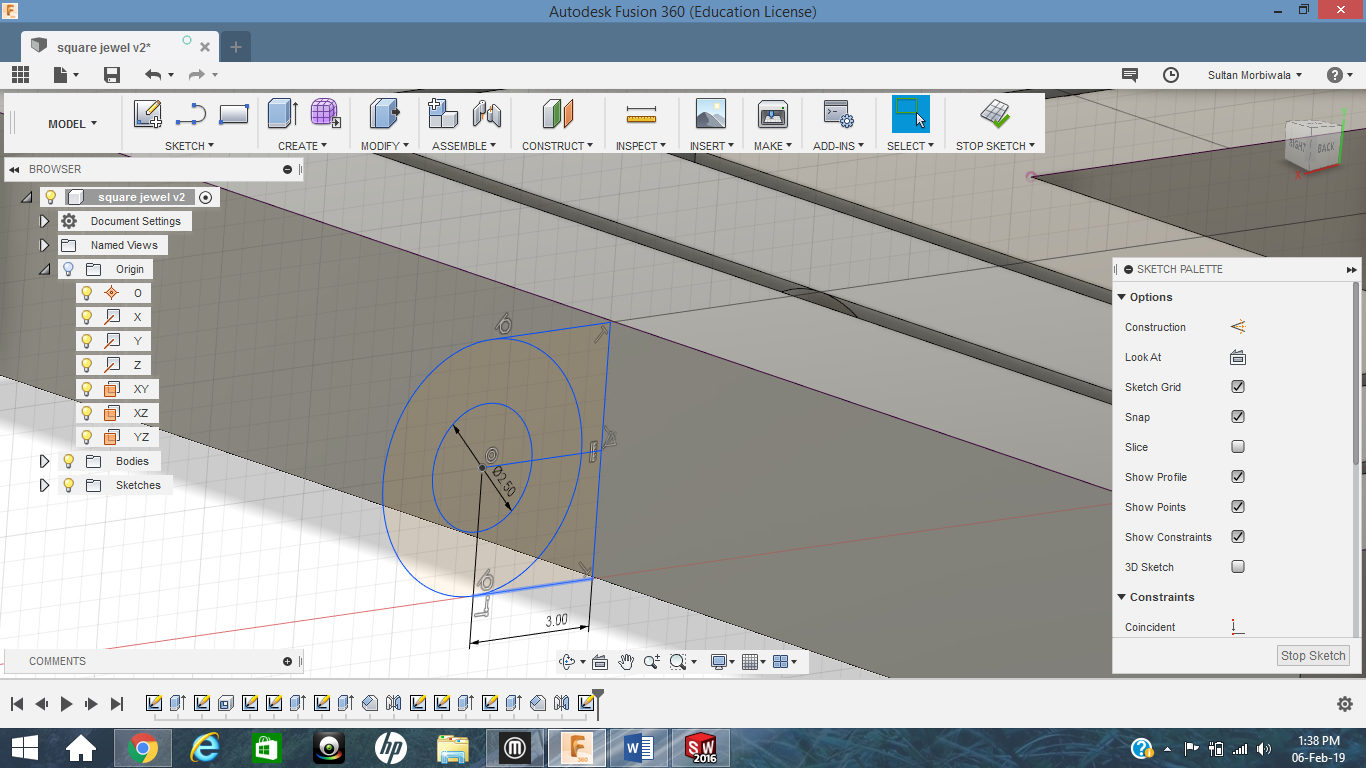 Autodesk Fusion 360 (Education License)
square jewel v2*
Sultan Morbiwala
MODEL
SKETCH
CREATE
MODIFY
ASSEMBLE
CONSTRUCT
INSPECT
INSERT
MAKE
ADD-INS
SELECT
STOP SKETCH
RIGHT
BACK
BROWSER
square jewel v2
Document Settings
Named Views
Origin
O
X
Y
Z
XY
XZ
YZ
Bodies
Sketches
Ø2.50
3.00
SKETCH PALETTE
Options
Construction
Look At
Sketch Grid
Snap
Slice
Show Profile
Show Points
Show Constraints
3D Sketch
Constraints
Coincident
Stop Sketch
COMMENTS
hp
F
360
W
SW
2016
1:38 PM
06-Feb-19